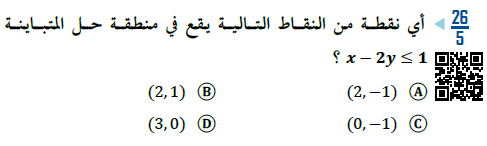 26/5 أي نقطة من النقاط التالية يقع في منطقة حل المتباينة
x − 2y ≤ 1 ؟
(2, −1) A (2, 1) B
(0, −1) C (3, 0) D